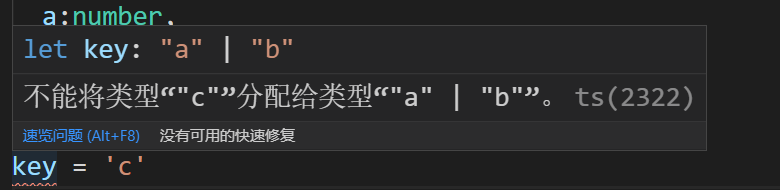 a:number,
let key: "a" | "b"
不能将类型“"c"”分配给类型“"a" | "b"”。 ts(2322)
速览问题 (Alt+F8) 没有可用的快速修复
key = 'c'